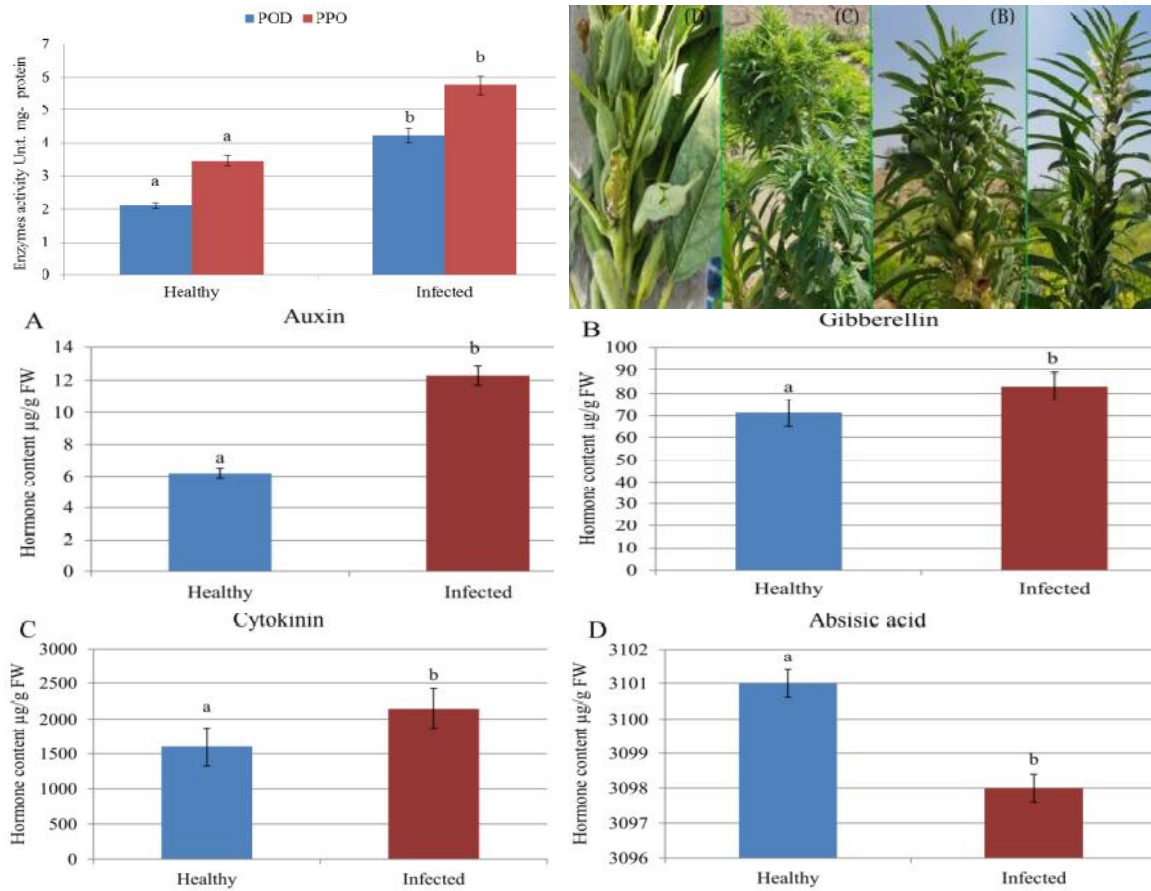 POD PPO
Enzymes activity Unit. mg- protein
7
6
5
4
3
2
1
0
a
a
b
b
Healthy Infected
(D) (C) (B)
A
Auxin
Hormone content µg/g FW
14
12
10
8
6
4
2
0
a
b
Healthy Infected
B
Gibberellin
Hormone content µg/g FW
100
90
80
70
60
50
40
30
20
10
0
a
b
Healthy Infected
C
Cytokinin
Hormone content µg/g FW
3000
2500
2000
1500
1000
500
0
a
b
Healthy Infected
D
Absisic acid
Hormone content µg/g FW
3102
3101
3100
3099
3098
3097
3096
a
b
Healthy Infected